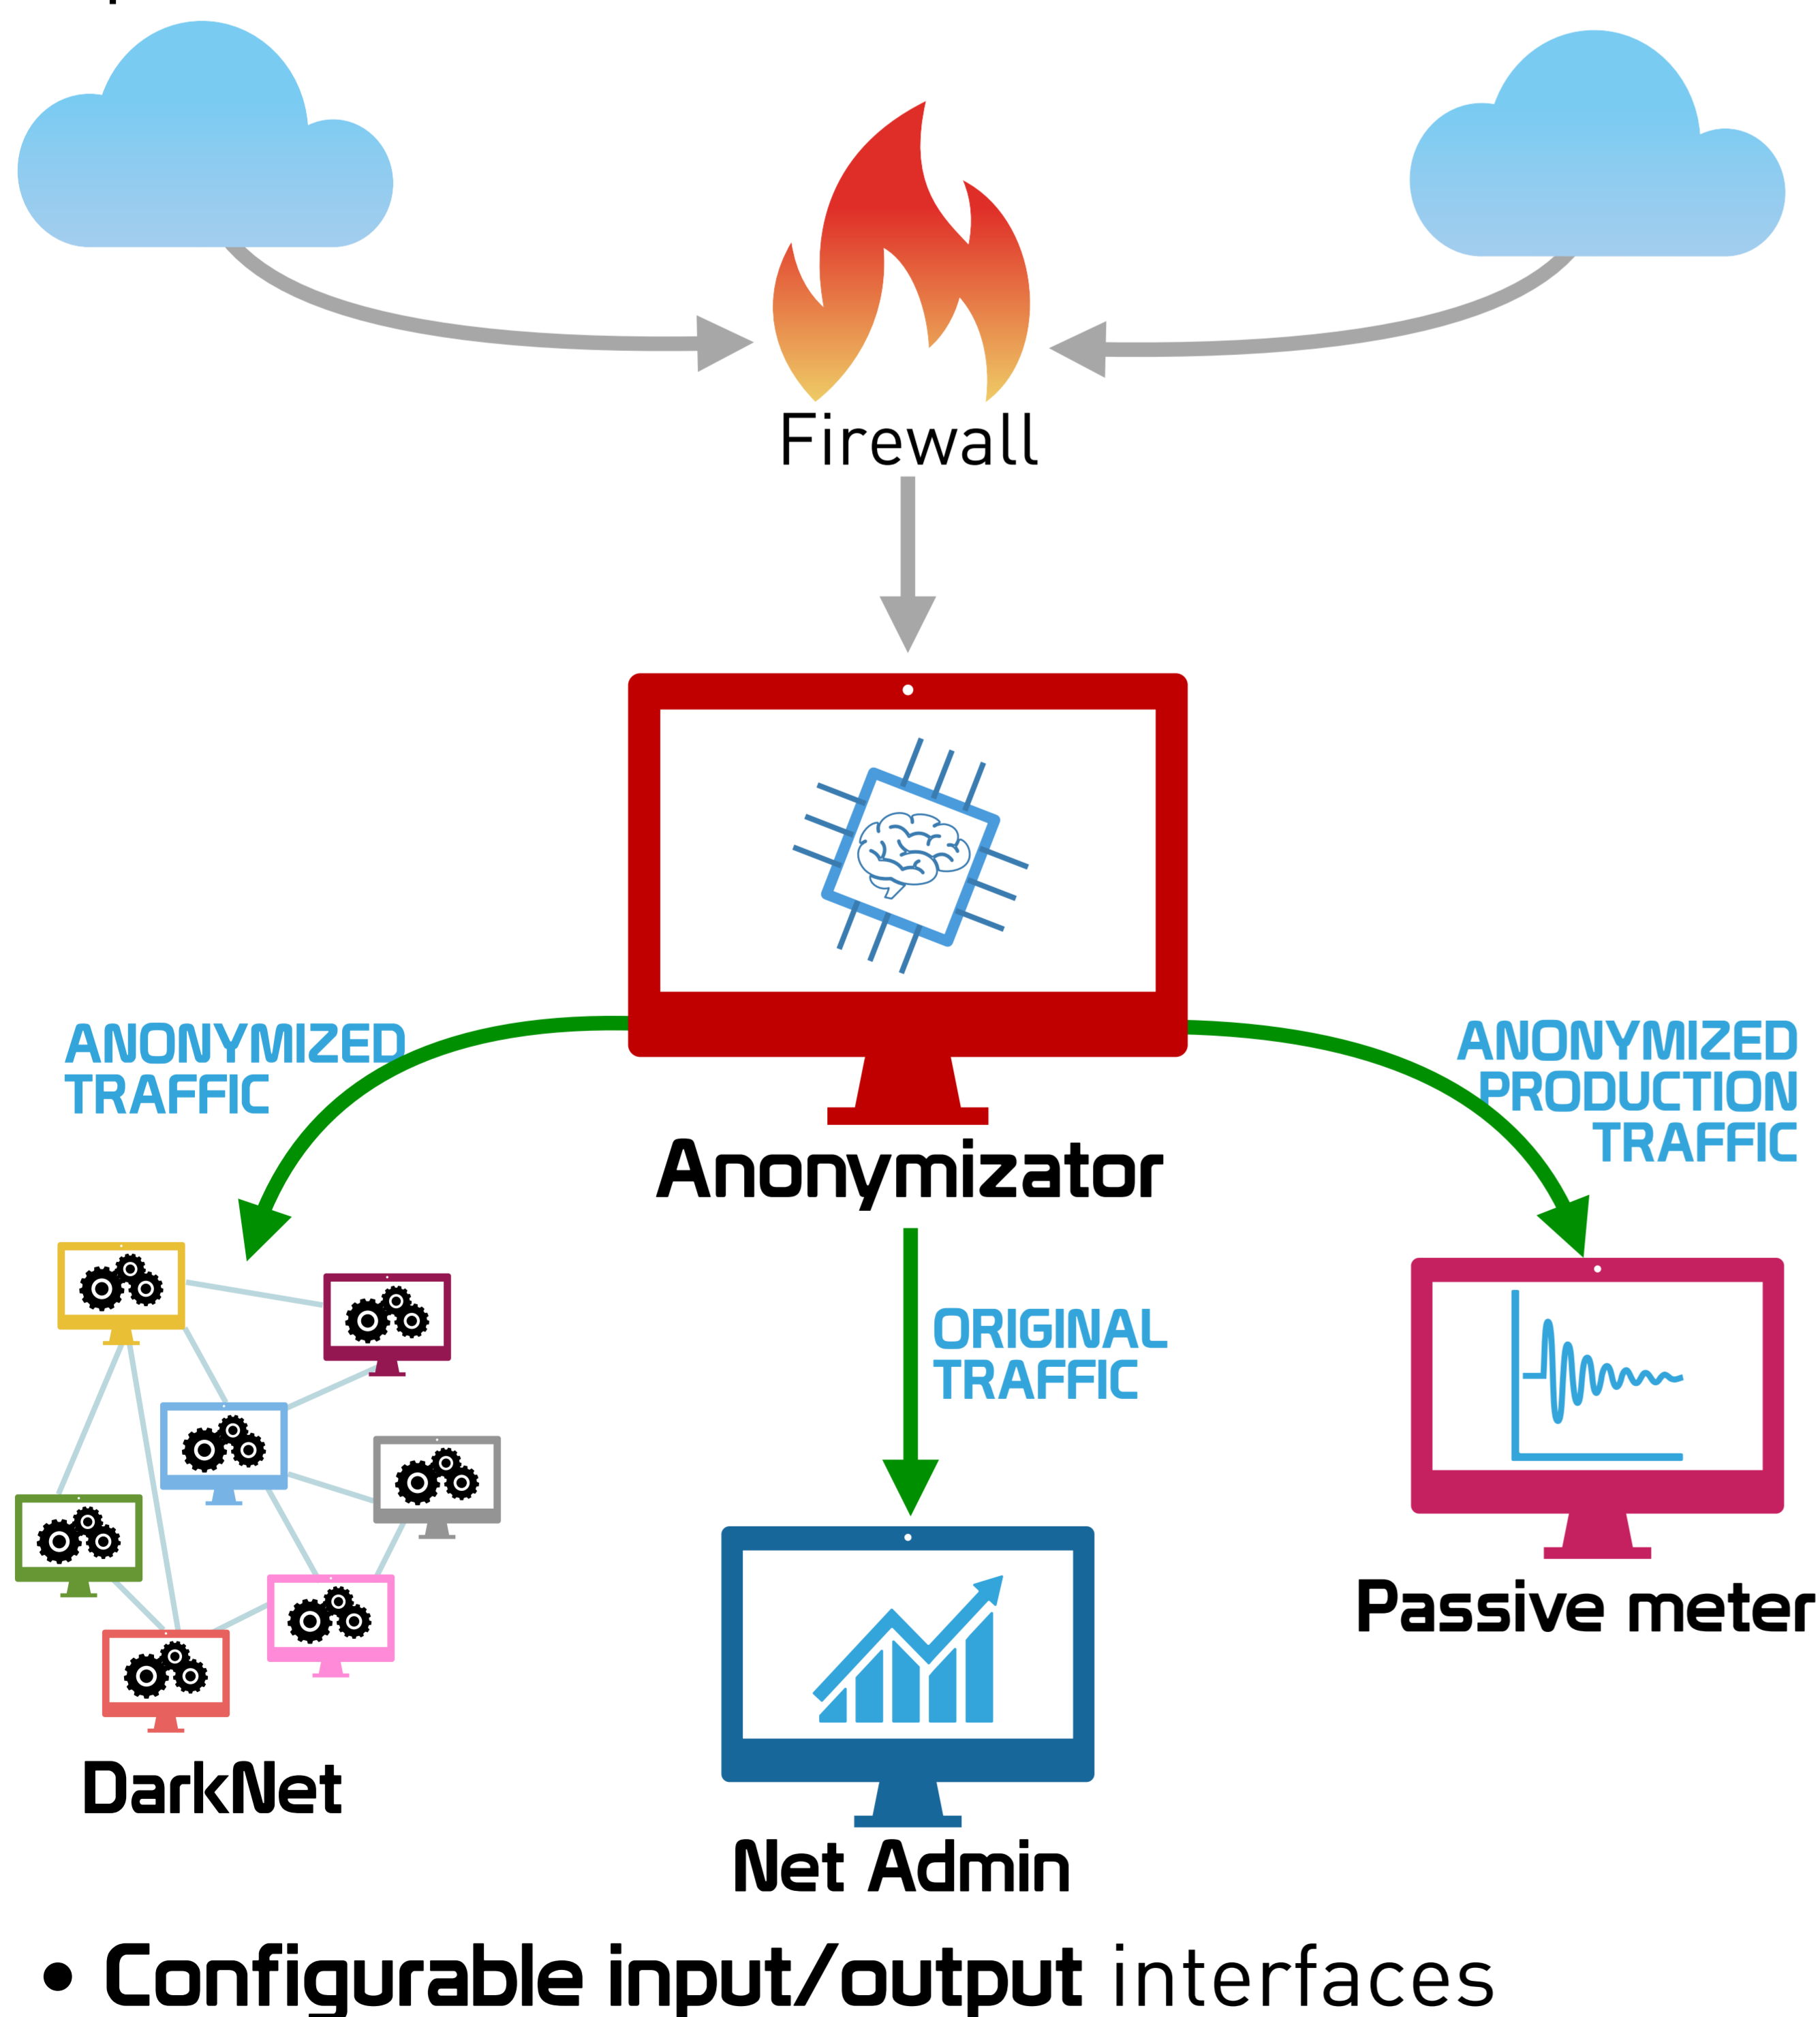 Firewall
ANONYMIZED
TRAFFIC
ANONYMIZED
PRODUCTION
TRAFFIC
Anonymizator
ORIGINAL
TRAFFIC
Passive meter
DarkNet
Net Admin
• Configurable input/output interfaces